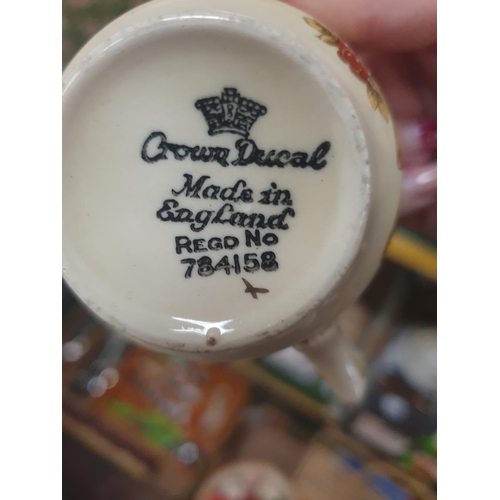 Crown Ducal
Made in
England
REGD NO
784158